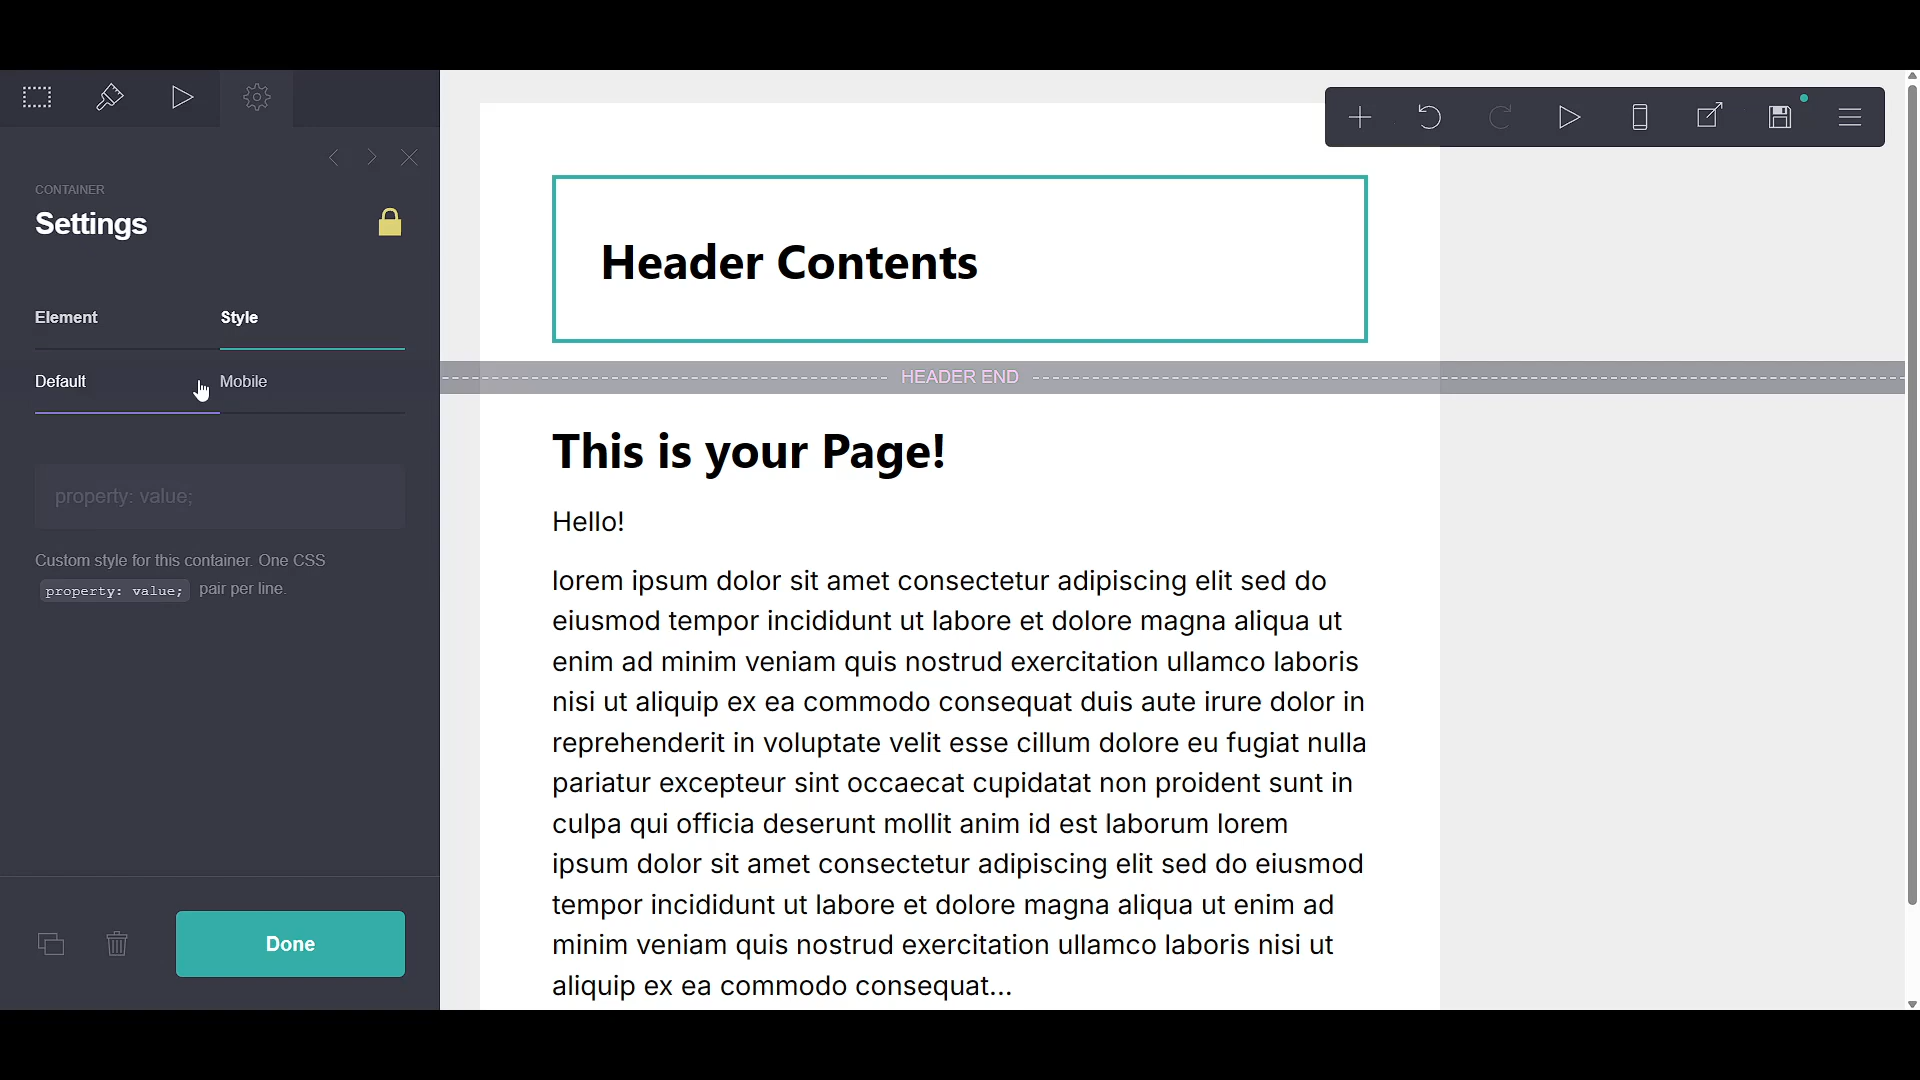 CONTAINER
Settings
Element Style
Default Mobile
property: value;
Custom style for this container. One CSS
property: value; pair per line.
Done
Header Contents
HEADER END
This is your Page!
Hello!
lorem ipsum dolor sit amet consectetur adipiscing elit sed do
eiusmod tempor incididunt ut labore et dolore magna aliqua ut
enim ad minim veniam quis nostrud exercitation ullamco laboris
nisi ut aliquip ex ea commodo consequat duis aute irure dolor in
reprehenderit in voluptate velit esse cillum dolore eu fugiat nulla
pariatur excepteur sint occaecat cupidatat non proident sunt in
culpa qui officia deserunt mollit anim id est laborum lorem
ipsum dolor sit amet consectetur adipiscing elit sed do eiusmod
tempor incididunt ut labore et dolore magna aliqua ut enim ad
minim veniam quis nostrud exercitation ullamco laboris nisi ut
aliquip ex ea commodo consequat...